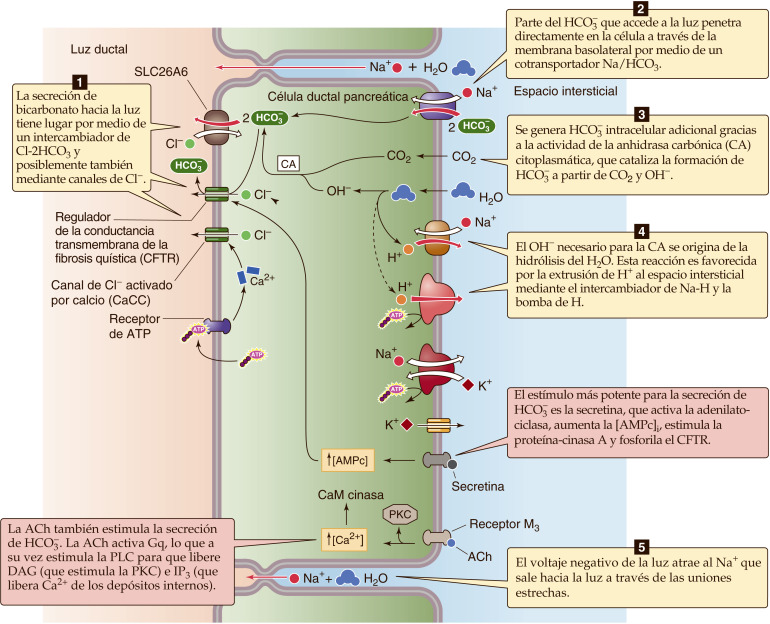 2
Parte del HCO₃⁻ que accede a la luz penetra
directamente en la célula a través de la
membrana basolateral por medio de un
cotransportador Na/HCO₃.
Luz ductal
Na⁺ + H₂O
SLC26A6
Célula ductal pancreática
Na⁺
Espacio intersticial
1
La secreción de
bicarbonato hacia la luz
tiene lugar por medio de
un intercambiador de
Cl-2HCO₃ y
posiblemente también
mediante canales de Cl⁻.
2 HCO₃⁻
2 HCO₃⁻
Cl⁻
HCO₃⁻
3
Se genera HCO₃⁻ intracelular adicional gracias
a la actividad de la anhidrasa carbónica (CA)
citoplasmática, que cataliza la formación de
HCO₃⁻ a partir de CO₂ y OH⁻.
CA
CO₂
CO₂
Cl⁻
OH⁻
H₂O
Regulador
de la conductancia
transmembrana de la
fibrosis quística (CFTR)
Cl⁻
Na⁺
H⁺
4
El OH⁻ necesario para la CA se origina de la
hidrólisis del H₂O. Esta reacción es favorecida
por la extrusión de H⁺ al espacio intersticial
mediante el intercambiador de Na-H y la
bomba de H.
Canal de Cl⁻ activado
por calcio (CaCC)
Ca²⁺
H⁺
ATP
Receptor
de ATP
ATP
ATP
Na⁺
ATP
K⁺
K⁺
El estímulo más potente para la secreción de
HCO₃⁻ es la secretina, que activa la adenilato-
ciclasa, aumenta la [AMPc]ᵢ, estimula la
proteína-cinasa A y fosforila el CFTR.
↑[AMPc]
Secretina
CaM cinasa
PKC
Receptor M₃
↑[Ca²⁺]
ACh
La ACh también estimula la secreción
de HCO₃⁻. La ACh activa Gq, lo que a
su vez estimula la PLC para que libere
DAG (que estimula la PKC) e IP₃ (que
libera Ca²⁺ de los depósitos internos).
Na⁺+ H₂O
5
El voltaje negativo de la luz atrae al Na⁺ que
sale hacia la luz a través de las uniones
estrechas.